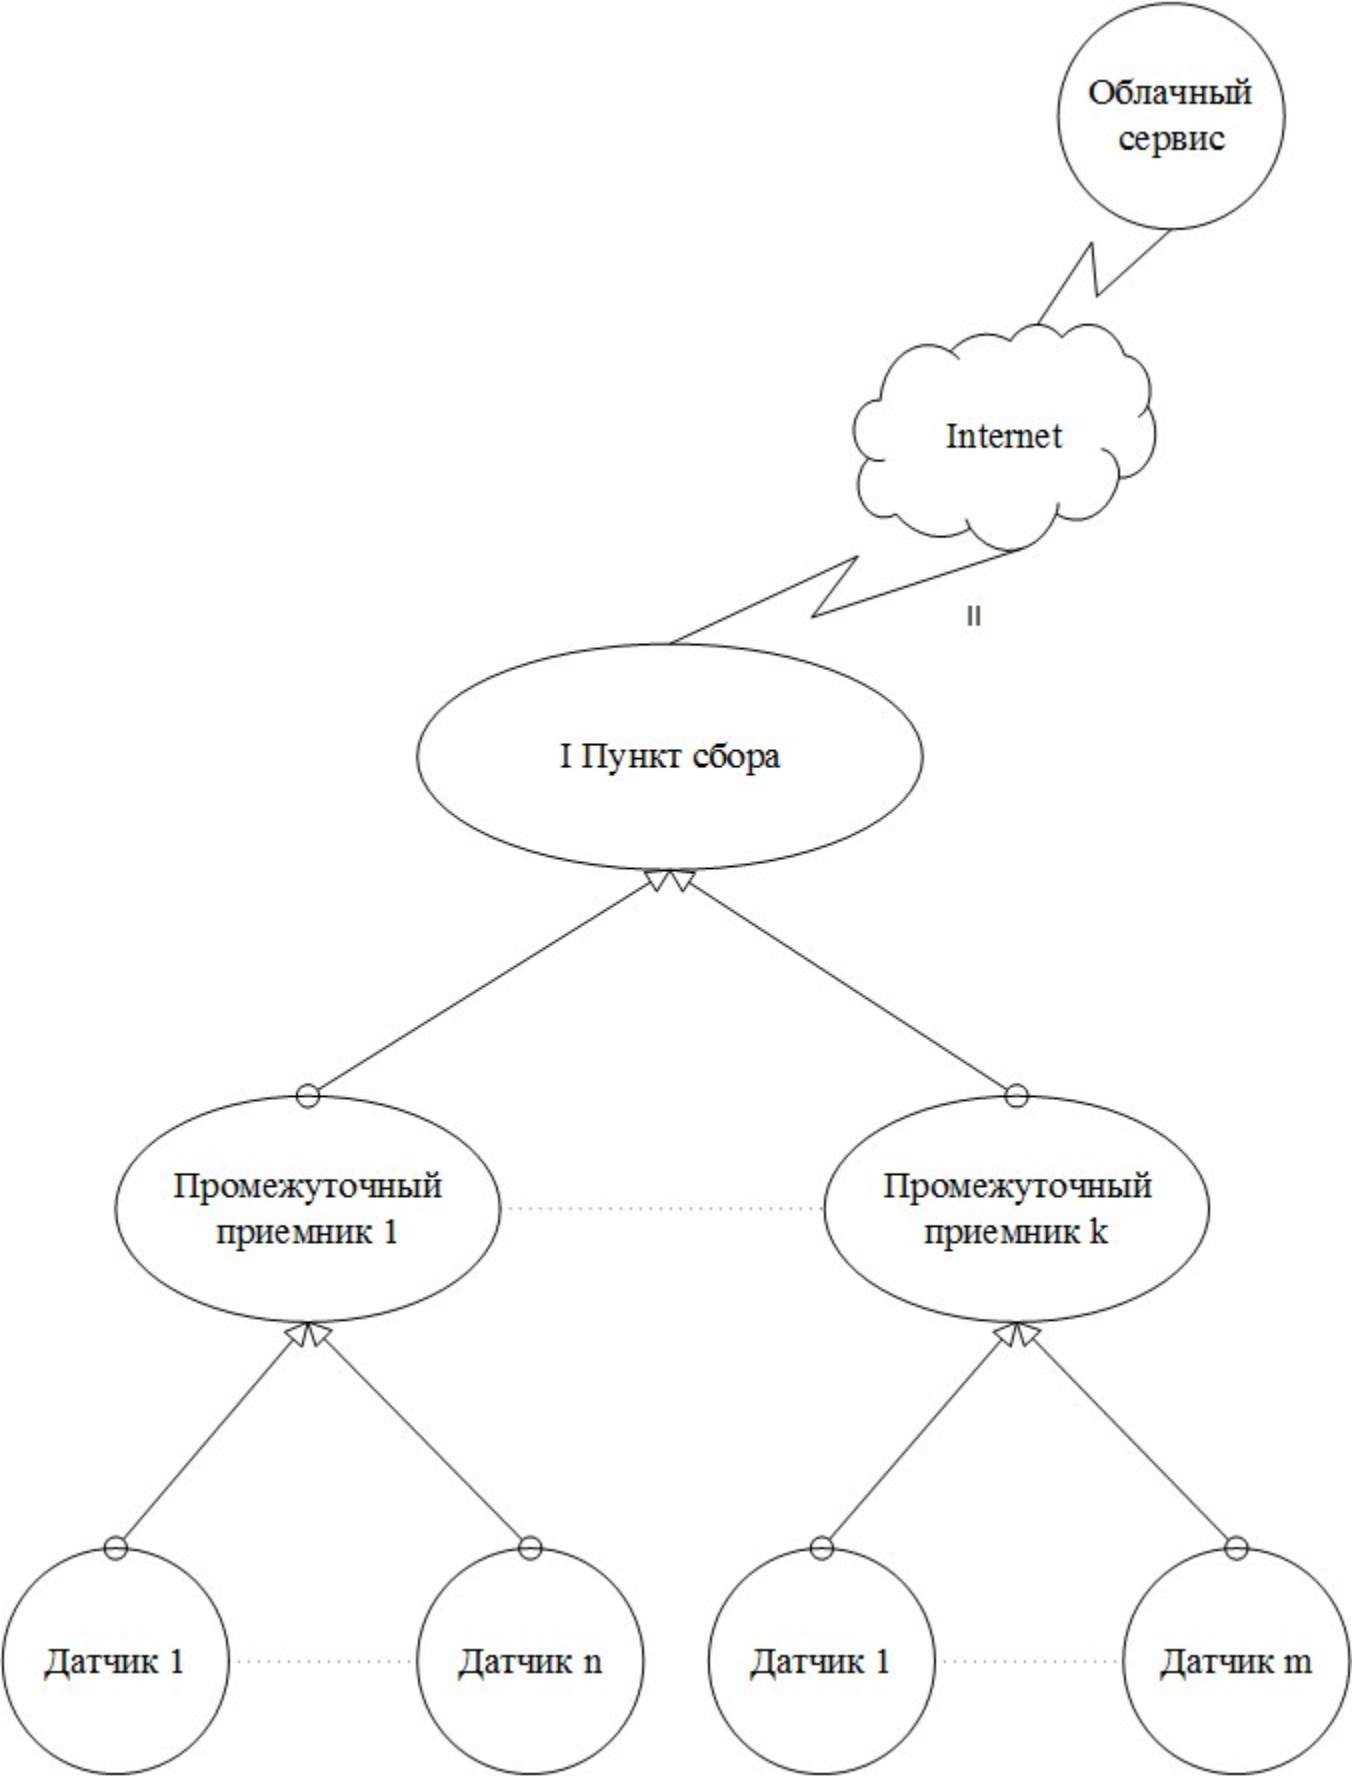 Облачный
сервис
Internet
II
I Пункт сбора
Промежуточный
приемник 1
Промежуточный
приемник k
Датчик 1
Датчик n
Датчик 1
Датчик m